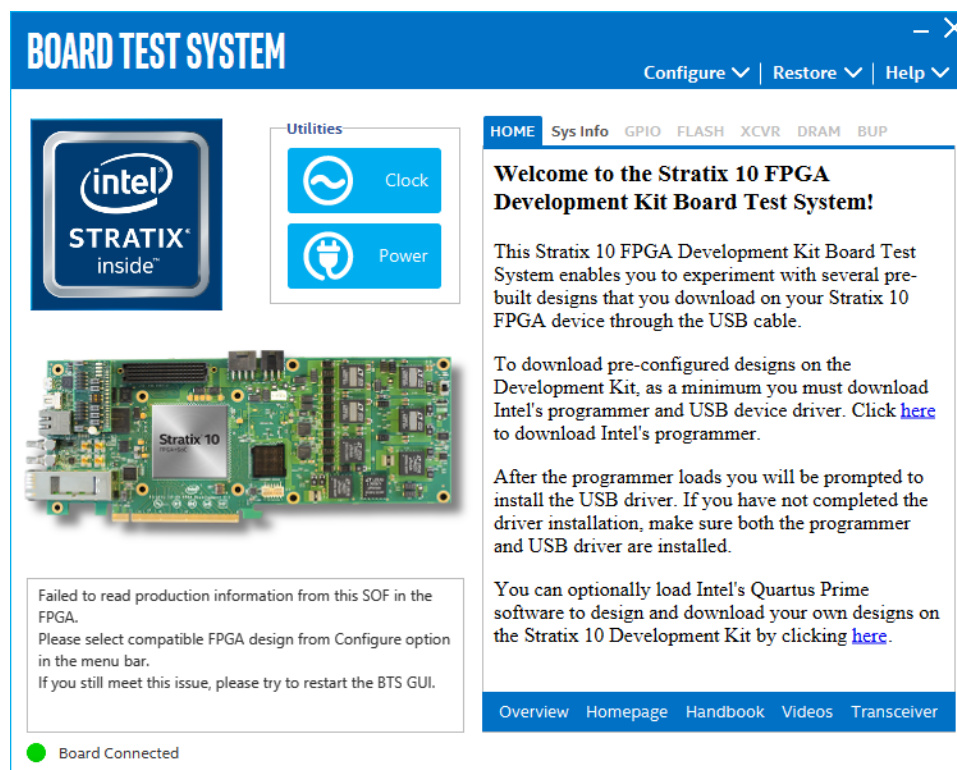 BOARD TEST SYSTEM
Configure
Restore
Help
intel
STRATIX
inside™
Utilities
Clock
Power
Stratix 10
HOME
Sys Info
GPIO
FLASH
XCVR
DRAM
BUP
Welcome to the Stratix 10 FPGA
Development Kit Board Test System!
This Stratix 10 FPGA Development Kit Board Test
System enables you to experiment with several pre-
built designs that you download on your Stratix 10
FPGA device through the USB cable.
To download pre-configured designs on the
Development Kit, as a minimum you must download
Intel's programmer and USB device driver. Click here
to download Intel's programmer.
After the programmer loads you will be prompted to
install the USB driver. If you have not completed the
driver installation, make sure both the programmer
and USB driver are installed.
You can optionally load Intel's Quartus Prime
software to design and download your own designs on
the Stratix 10 Development Kit by clicking here.
Overview
Homepage
Handbook
Videos
Transceiver
Failed to read production information from this SOF in the
FPGA.
Please select compatible FPGA design from Configure option
in the menu bar.
If you still meet this issue, please try to restart the BTS GUI.
Board Connected